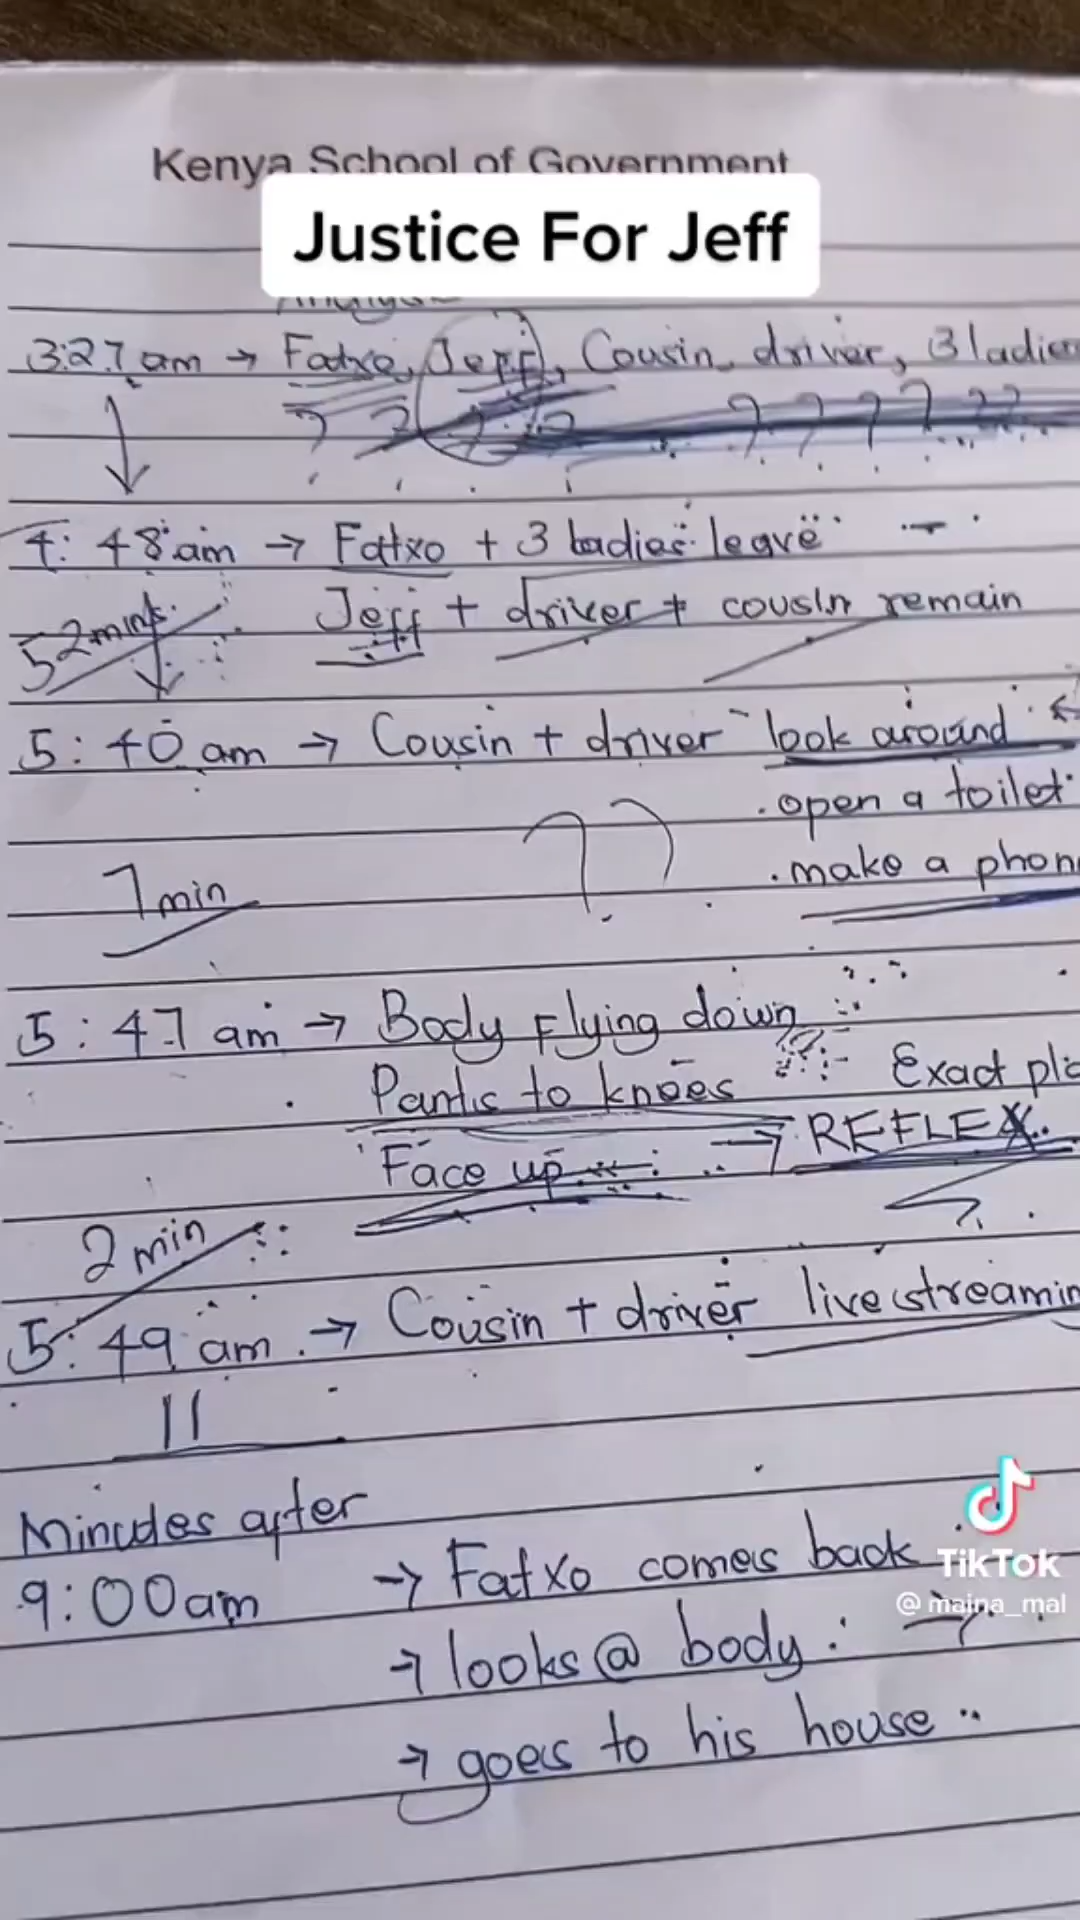 Kenya School of Government
Justice For Jeff
3:27 am → Fatxo, Jeff, Cousin, driver, 3 ladies
? ? ? ? ? ? ? ? ? ?
4:48 am → Fatxo + 3 ladies leave
52 mins
Jeff + driver + cousin remain
5:40 am → Cousin + driver look around
. open a toilet
. make a phon
7 min
??
5:47 am → Body Flying down
Pants to knees
Exact pla
Face up → REFLEX
2 min
5:49 am → Cousin + driver live streaming
Minutes after
9:00am → Fatxo comes back
→ looks @ body
→ goes to his house
TikTok
@maina_mal